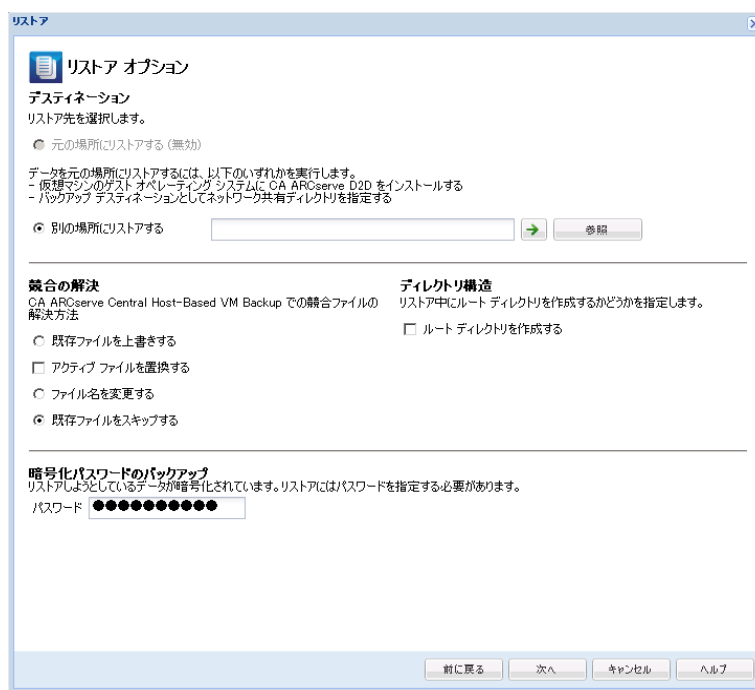 リストア
リストア オプション
デスティネーション
リストア先を選択します。
元の場所にリストアする (無効)
データを元の場所にリストアするには、以下のいずれかを実行します。
- 仮想マシンのゲスト オペレーティング システムに CA ARCserve D2D をインストールする
- バックアップ デスティネーションとしてネットワーク共有ディレクトリを指定する
別の場所にリストアする
参照
競合の解決
CA ARCserve Central Host-Based VM Backup での競合ファイルの
解決方法
既存ファイルを上書きする
アクティブ ファイルを置換する
ファイル名を変更する
既存ファイルをスキップする
ディレクトリ構造
リストア中にルート ディレクトリを作成するかどうかを指定します。
ルート ディレクトリを作成する
暗号化パスワードのバックアップ
リストアしようとしているデータが暗号化されています。リストアにはパスワードを指定する必要があります。
パスワード ●●●●●●●●●●
前に戻る
次へ
キャンセル
ヘルプ